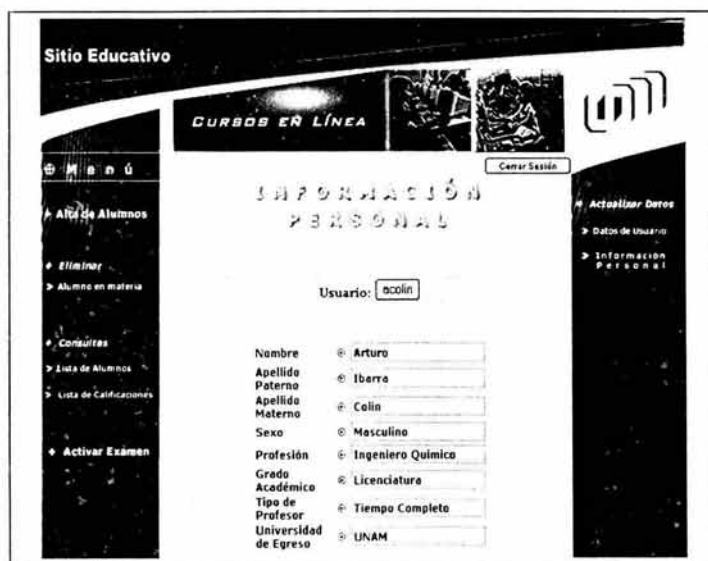 Sitio Educativo
CURSOS EN LÍNEA
Cerrar Sesión
Menú
Alta de Alumnos
Eliminar
Alumno en materia
Consultas
Lista de Alumnos
Lista de Calificaciones
Activar Exámen
INFORMACIÓN
PERSONAL
Usuario: acolin
Nombre Arturo
Apellido
Paterno Ibarra
Apellido
Materno Colin
Sexo Masculino
Profesión Ingeniero Quimico
Grado
Académico Licenciatura
Tipo de
Profesor Tiempo Completo
Universidad
de Egreso UNAM
Actualizar Datos
Datos de Usuario
Información
Personal